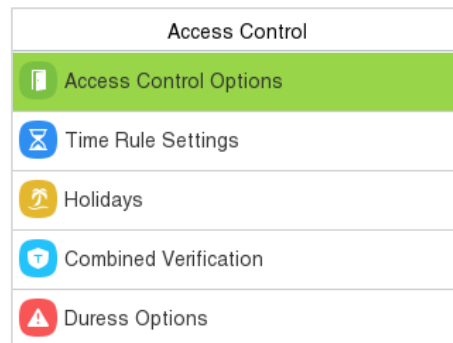 Access Control
Access Control Options
Time Rule Settings
Holidays
Combined Verification
Duress Options